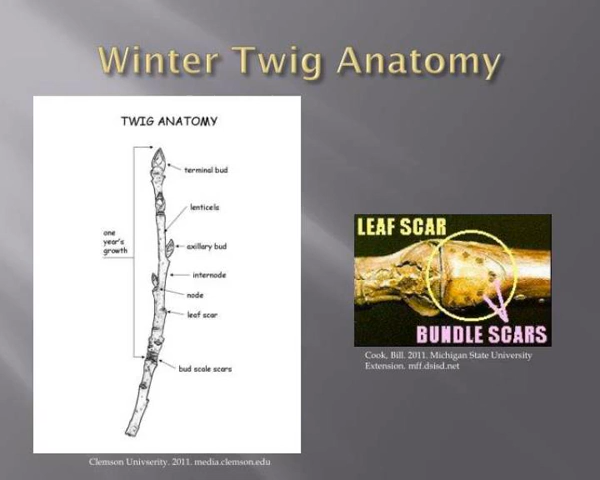 Winter Twig Anatomy
TWIG ANATOMY
terminal bud
lenticels
one
year's
growth
axillary bud
internode
node
leaf scar
bud scale scars
Clemson Univserity. 2011. media.clemson.edu
LEAF SCAR
BUNDLE SCARS
Cook, Bill. 2011. Michigan State University
Extension. mff.dsisd.net